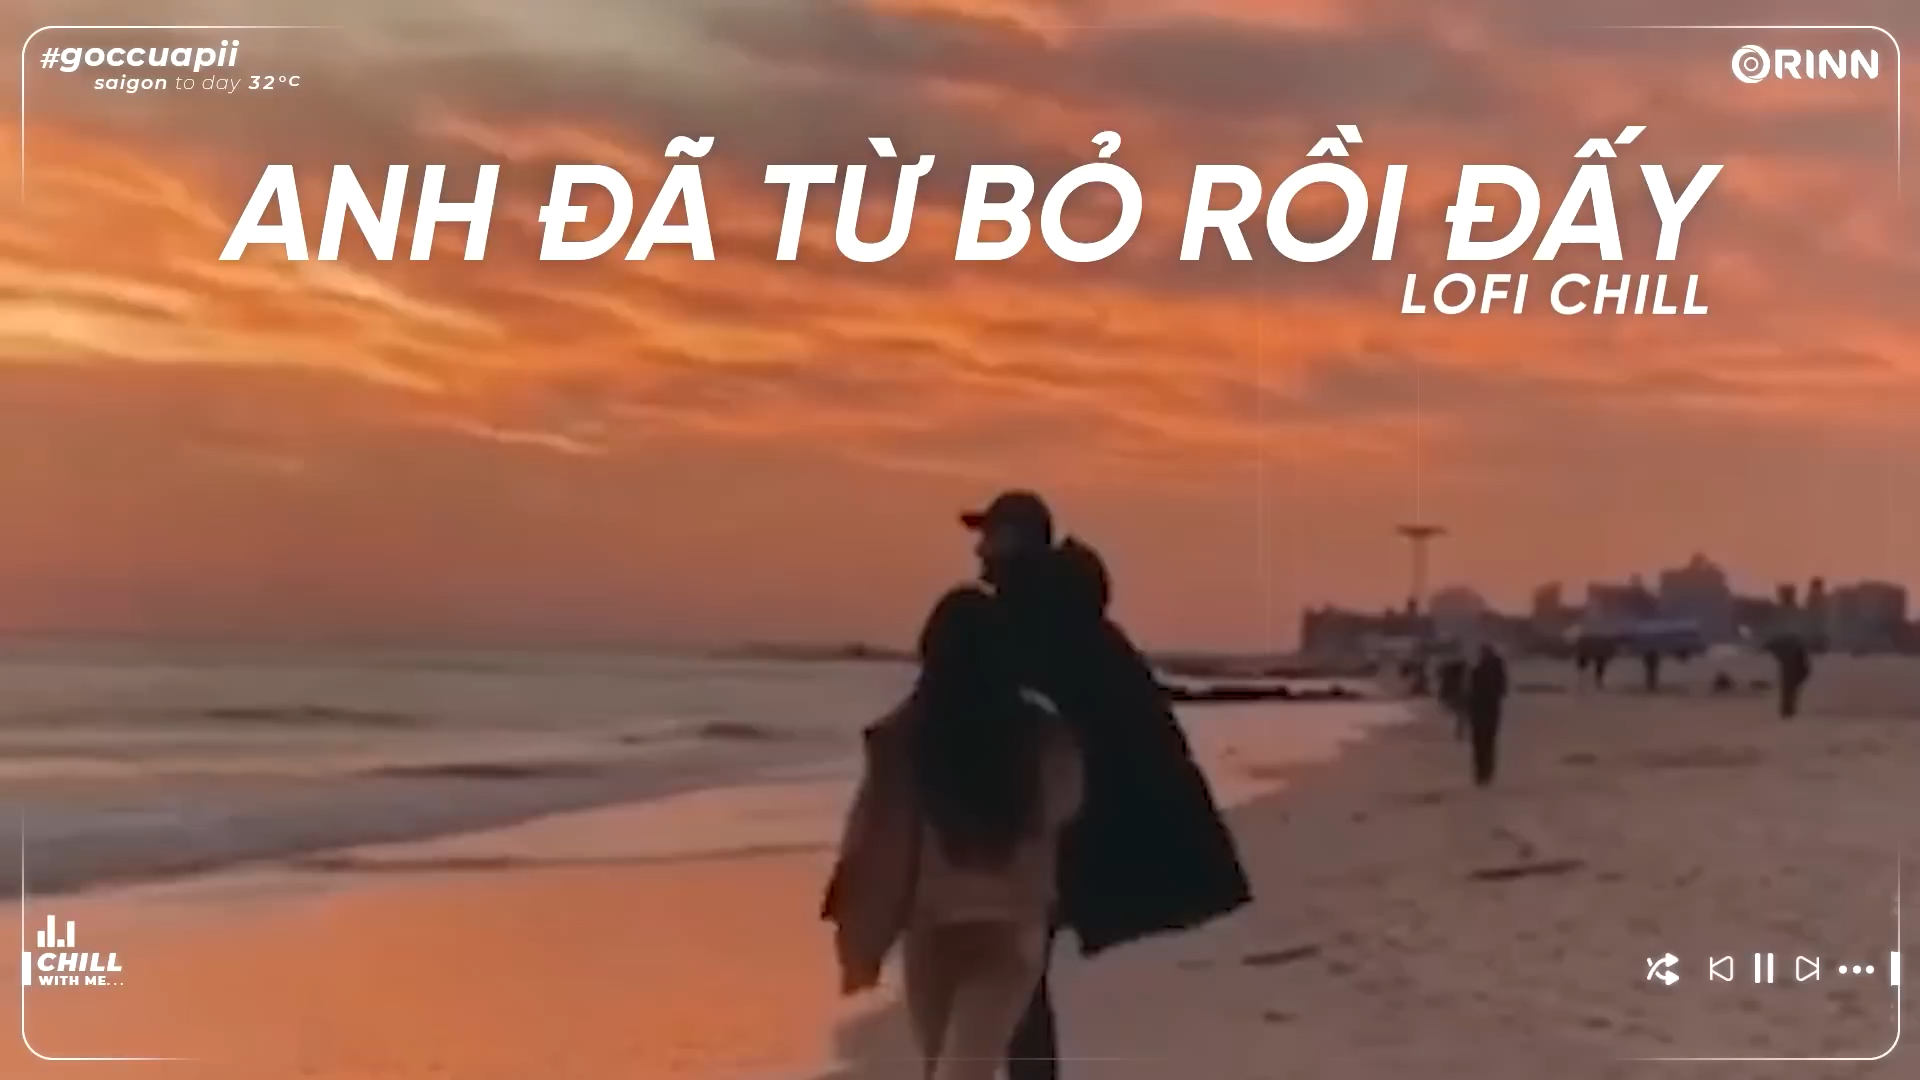 #goccuapii
saigon to day 32°C
ORINN
ANH ĐÃ TỪ BỎ RỒI ĐẤY
LOFI CHILL
CHILL
WITH ME...